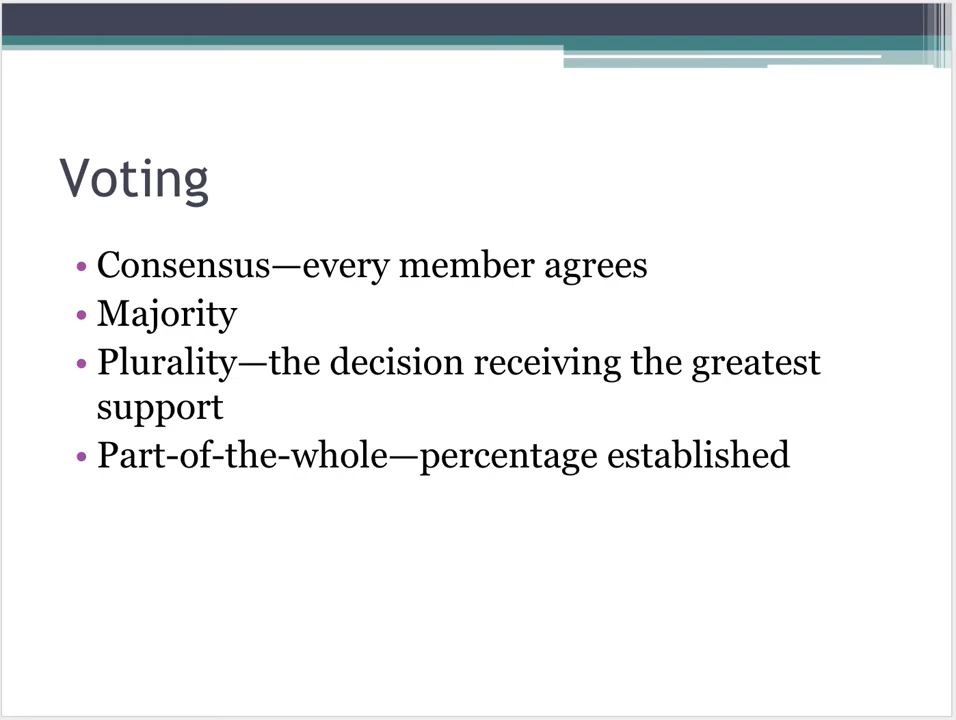 Voting
• Consensus—every member agrees
• Majority
• Plurality—the decision receiving the greatest
support
• Part-of-the-whole—percentage established